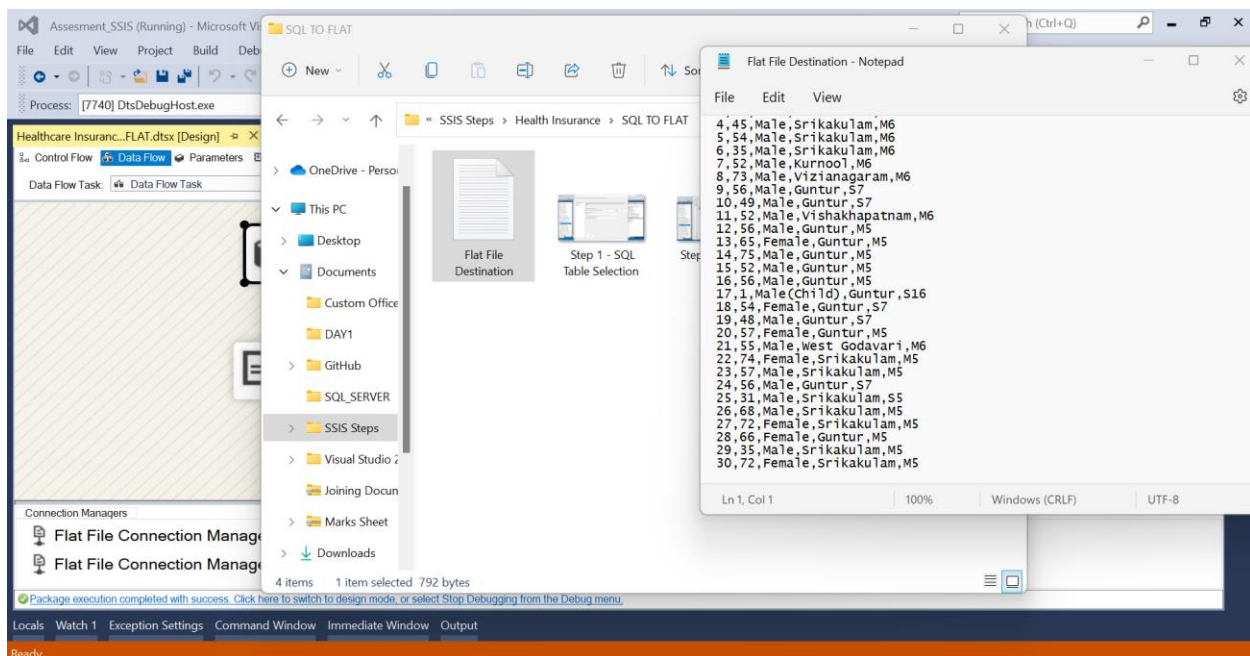 Assesment_SSIS (Running) - Microsoft Vi
File Edit View Project Build Deb
Process: [7740] DtsDebugHost.exe
Healthcare Insuranc...FLAT.dtsx [Design]
Control Flow Data Flow Parameters
Data Flow Task: Data Flow Task
Connection Managers
Flat File Connection Manage
Flat File Connection Manage
Package execution completed with success. Click here to switch to design mode, or select Stop Debugging from the Debug menu.
Locals Watch 1 Exception Settings Command Window Immediate Window Output
Ready
(Ctrl+Q)
SQL TO FLAT
New Sor
« SSIS Steps > Health Insurance > SQL TO FLAT
OneDrive - Perso
This PC
Desktop
Documents
Custom Office
DAY1
GitHub
SQL_SERVER
SSIS Steps
Visual Studio 2
Joining Docun
Marks Sheet
Downloads
Flat File
Destination
Step 1 - SQL
Table Selection
Step
4 items 1 item selected 792 bytes
Flat File Destination - Notepad
File Edit View
4,45,Male,Srikakulam,M6
5,54,Male,Srikakulam,M6
6,35,Male,Srikakulam,M6
7,52,Male,Kurnool,M6
8,73,Male,Vizianagaram,M6
9,56,Male,Guntur,S7
10,49,Male,Guntur,S7
11,52,Male,Vishakhapatnam,M6
12,56,Male,Guntur,M5
13,65,Female,Guntur,M5
14,75,Male,Guntur,M5
15,52,Male,Guntur,M5
16,56,Male,Guntur,M5
17,1,Male(Child),Guntur,S16
18,54,Female,Guntur,S7
19,48,Male,Guntur,S7
20,57,Female,Guntur,M5
21,55,Male,West Godavari,M6
22,74,Female,Srikakulam,M5
23,57,Male,Srikakulam,M5
24,56,Male,Guntur,S7
25,31,Male,Srikakulam,S5
26,68,Male,Srikakulam,M5
27,72,Female,Srikakulam,M5
28,66,Female,Guntur,M5
29,35,Male,Srikakulam,M5
30,72,Female,Srikakulam,M5
Ln 1, Col 1 100% Windows (CRLF) UTF-8